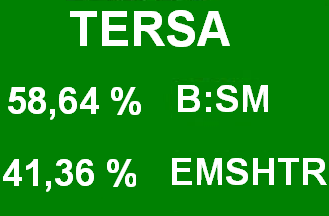 TERSA
58,64 % B:SM
41,36 % EMSHTR